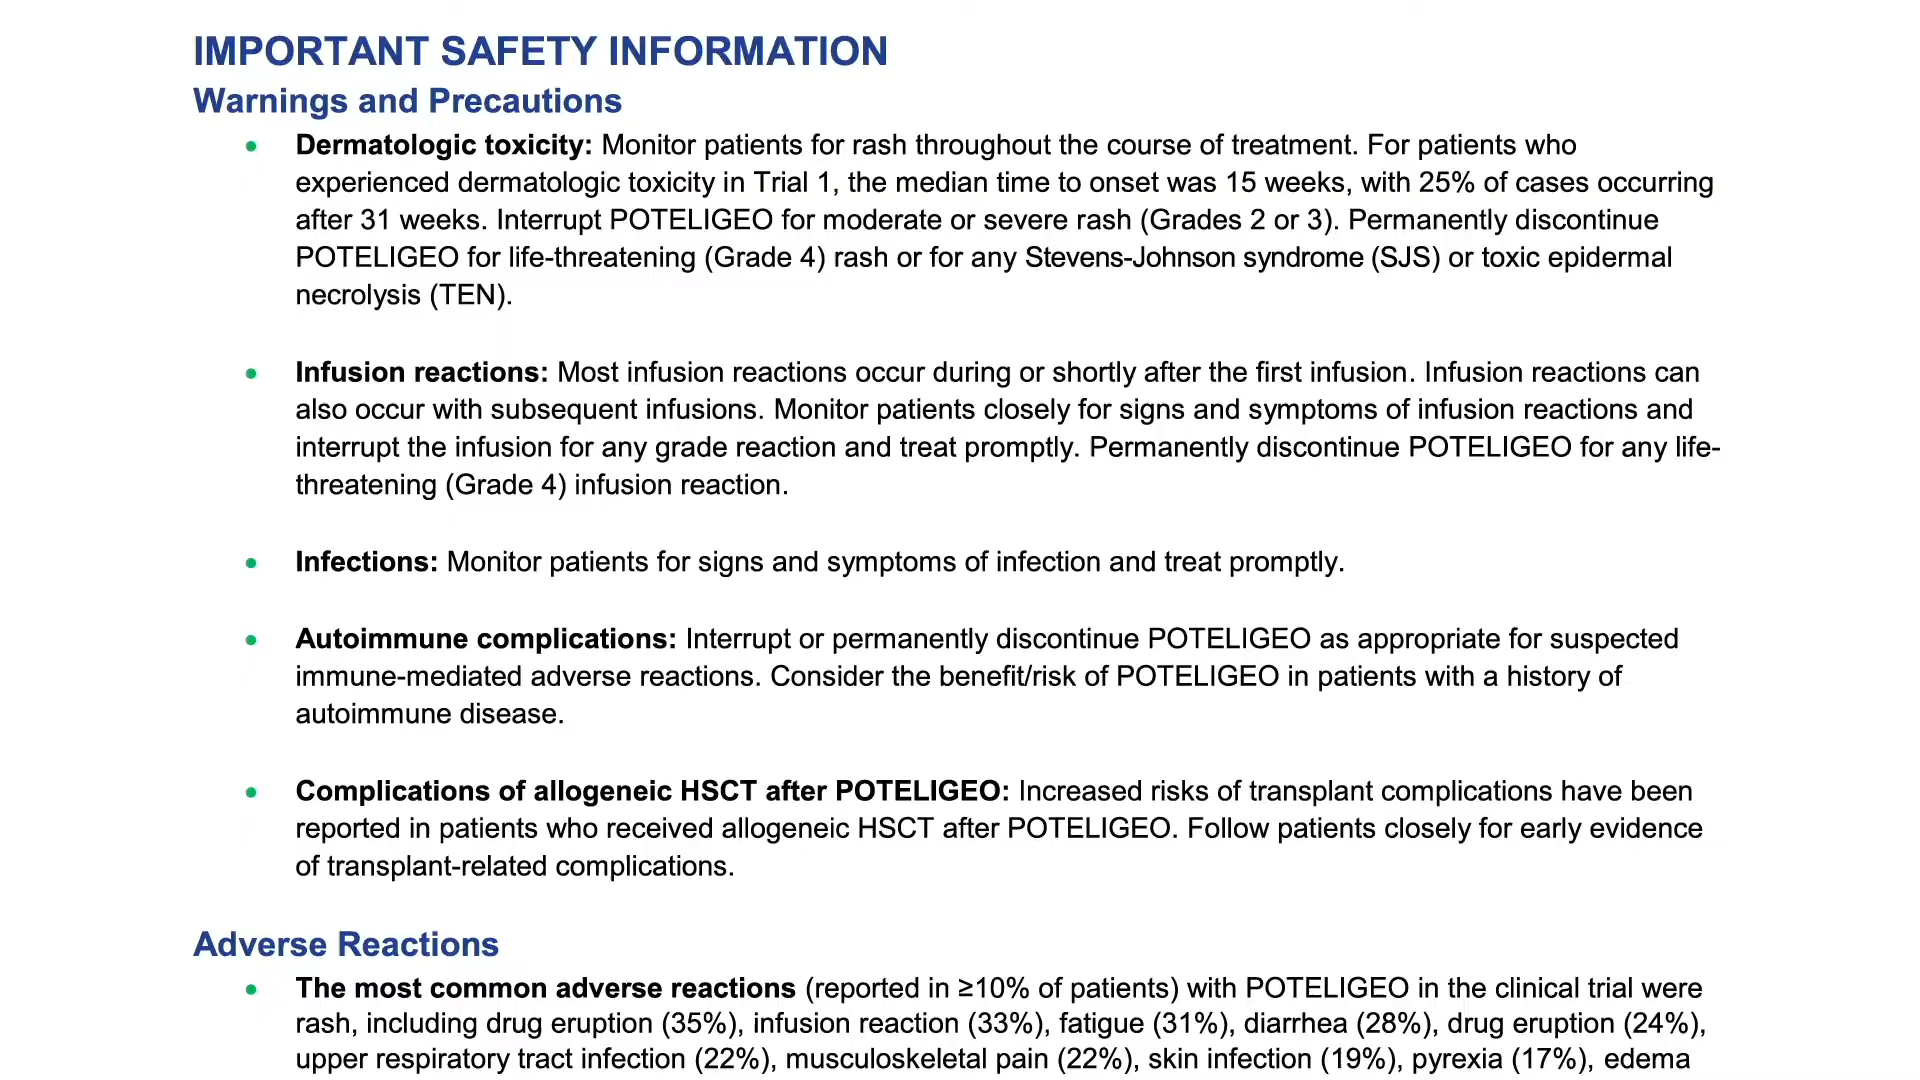 IMPORTANT SAFETY INFORMATION
Warnings and Precautions
• Dermatologic toxicity: Monitor patients for rash throughout the course of treatment. For patients who
experienced dermatologic toxicity in Trial 1, the median time to onset was 15 weeks, with 25% of cases occurring
after 31 weeks. Interrupt POTELIGEO for moderate or severe rash (Grades 2 or 3). Permanently discontinue
POTELIGEO for life-threatening (Grade 4) rash or for any Stevens-Johnson syndrome (SJS) or toxic epidermal
necrolysis (TEN).
• Infusion reactions: Most infusion reactions occur during or shortly after the first infusion. Infusion reactions can
also occur with subsequent infusions. Monitor patients closely for signs and symptoms of infusion reactions and
interrupt the infusion for any grade reaction and treat promptly. Permanently discontinue POTELIGEO for any life-
threatening (Grade 4) infusion reaction.
• Infections: Monitor patients for signs and symptoms of infection and treat promptly.
• Autoimmune complications: Interrupt or permanently discontinue POTELIGEO as appropriate for suspected
immune-mediated adverse reactions. Consider the benefit/risk of POTELIGEO in patients with a history of
autoimmune disease.
• Complications of allogeneic HSCT after POTELIGEO: Increased risks of transplant complications have been
reported in patients who received allogeneic HSCT after POTELIGEO. Follow patients closely for early evidence
of transplant-related complications.
Adverse Reactions
• The most common adverse reactions (reported in ≥10% of patients) with POTELIGEO in the clinical trial were
rash, including drug eruption (35%), infusion reaction (33%), fatigue (31%), diarrhea (28%), drug eruption (24%),
upper respiratory tract infection (22%), musculoskeletal pain (22%), skin infection (19%), pyrexia (17%), edema